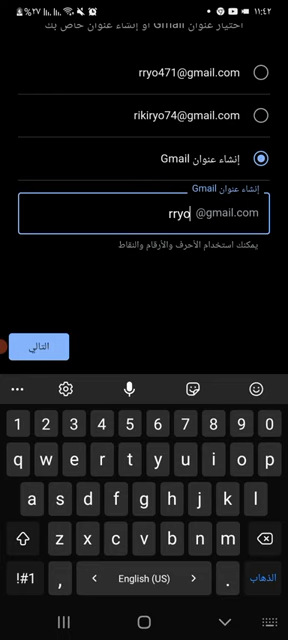 ١١:٤٢
٪٢٧
اختيار عنوان Gmail أو إنشاء عنوان خاص بك
rryo471@gmail.com
rikiryo74@gmail.com
إنشاء عنوان Gmail
إنشاء عنوان Gmail
rryo @gmail.com
يمكنك استخدام الأحرف والأرقام والنقاط
التالي
1 2 3 4 5 6 7 8 9 0
q w e r t y u i o p
a s d f g h j k l
z x c v b n m
!#1 , < English (US) > . الذهاب